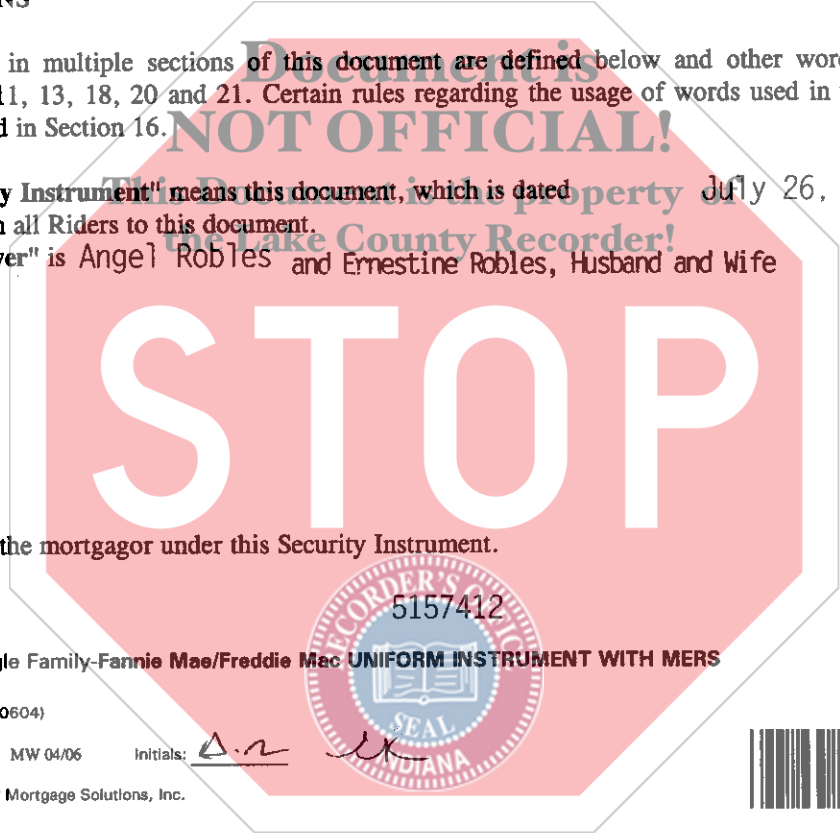 NS
Document is
in multiple sections of this document are defined below and other wor
11, 13, 18, 20 and 21. Certain rules regarding the usage of words used in
d in Section 16.
NOT OFFICIAL!
y Instrument" means this document, which is dated July 26,
This Document is the property of
all Riders to this document.
the Lake County Recorder!
er" is Angel Robles and Ernestine Robles, Husband and Wife
STOP
the mortgagor under this Security Instrument.
RECORDER'S OFFICE
5157412
gle Family-Fannie Mae/Freddie Mac UNIFORM INSTRUMENT WITH MERS
0604)
SEAL
MW 04/06 Initials: A.R ER
INDIANA
Mortgage Solutions, Inc.